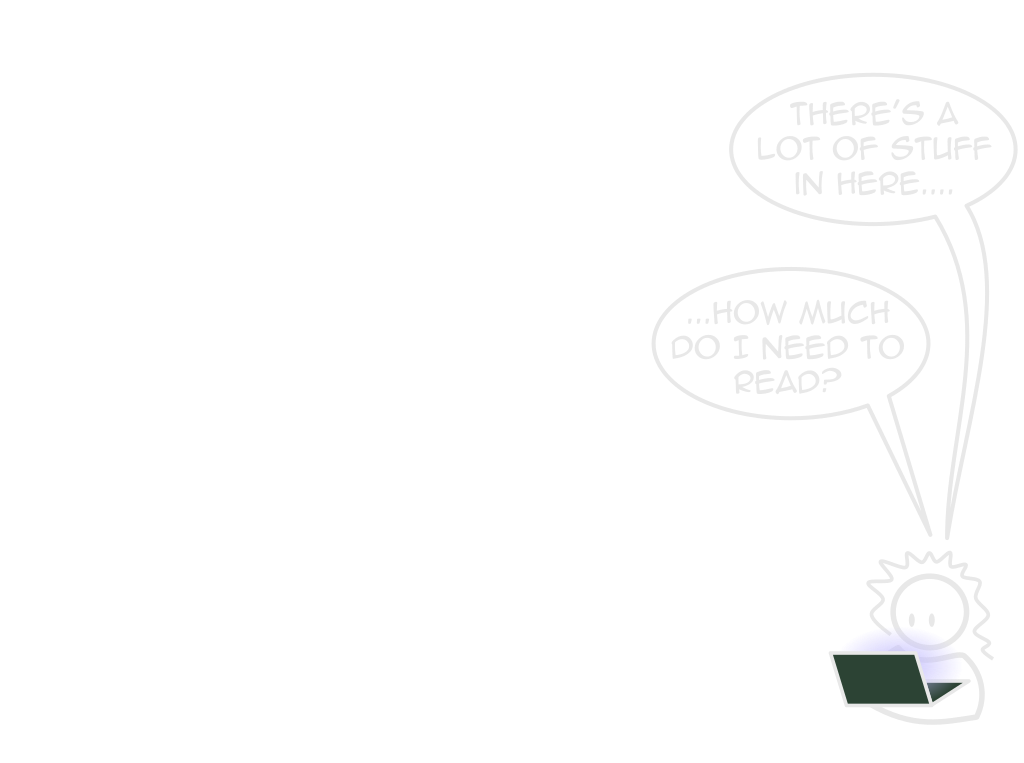 THERE'S A
LOT OF STUFF
IN HERE....
...HOW MUCH
DO I NEED TO
READ?